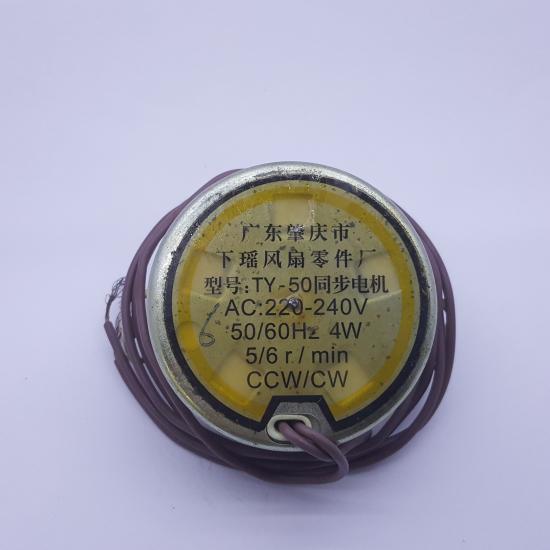 广东肇庆市
下瑶风扇零件厂
型号:TY-50同步电机
AC:220-240V
50/60Hz 4W
5/6 r/min
CCW/CW
6